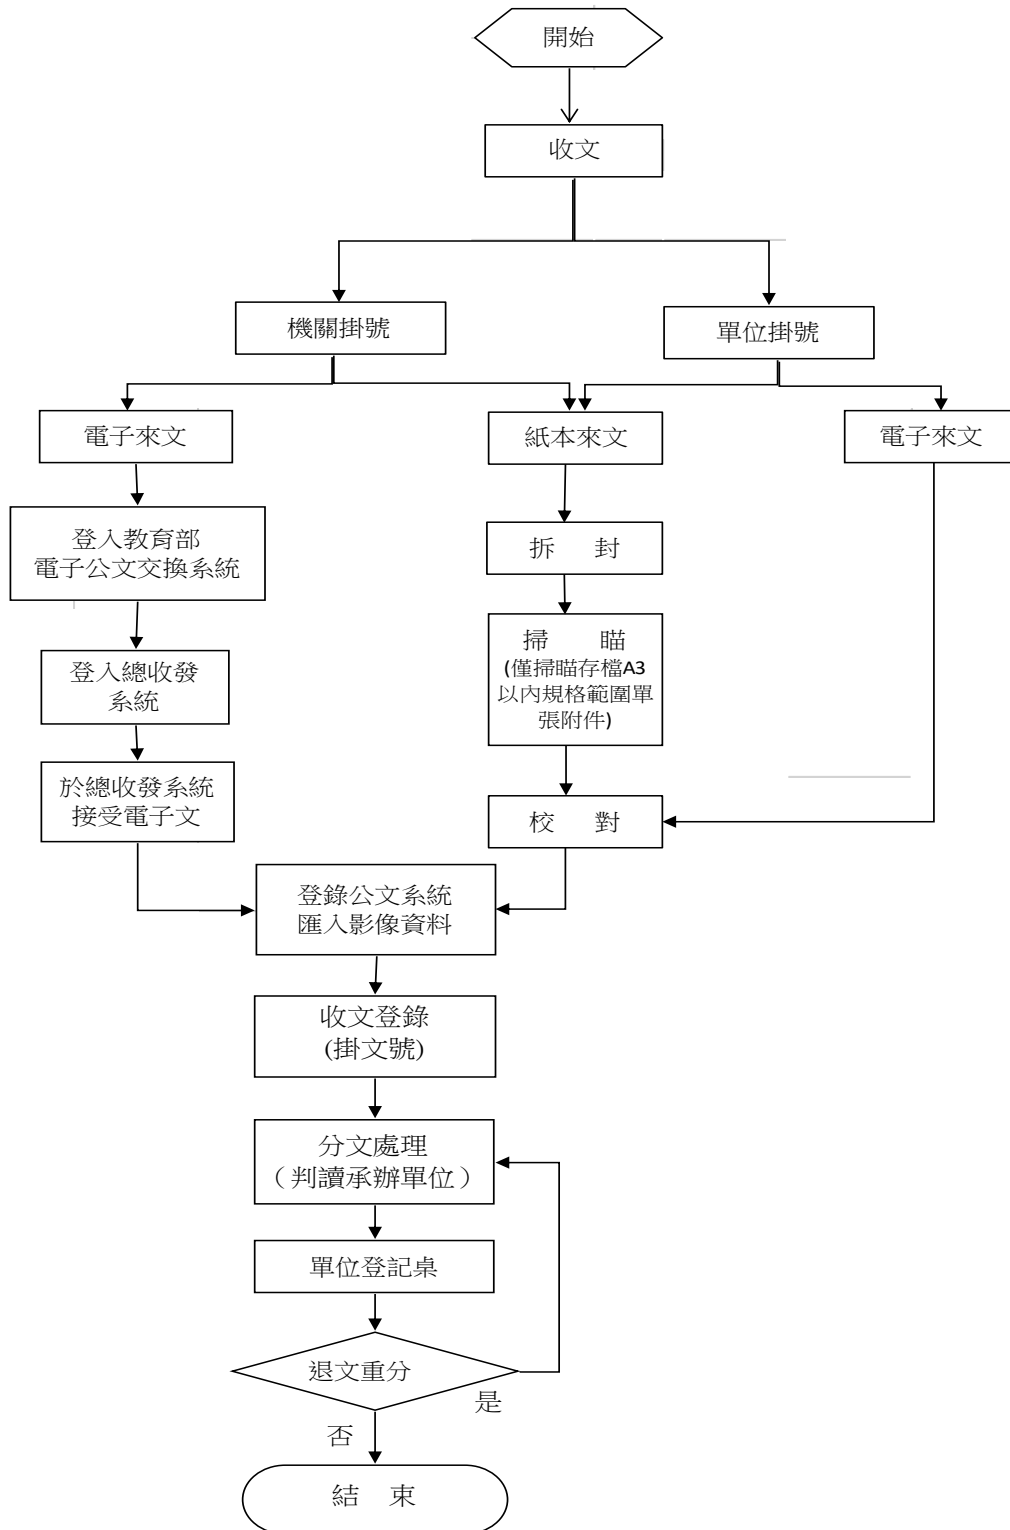 開始
收文
機關掛號
單位掛號
電子來文
紙本來文
電子來文
登入教育部
電子公文交換系統
拆 封
掃 瞄
(僅掃瞄存檔A3
以內規格範圍單
張附件)
登入總收發
系統
於總收發系統
接受電子文
校 對
登錄公文系統
匯入影像資料
收文登錄
(掛文號)
分文處理
（判讀承辦單位）
單位登記桌
退文重分
是
否
結 束